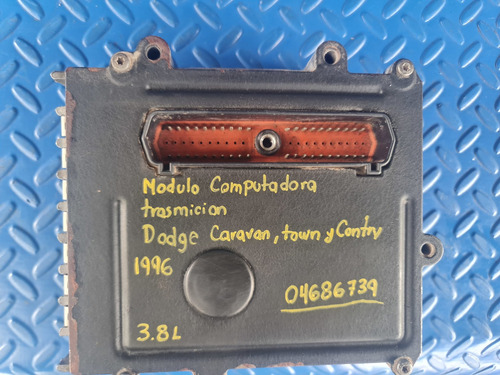 Modulo Computadora
trasmicion
Dodge Caravan, town y Contry
1996
04686739
3.8L